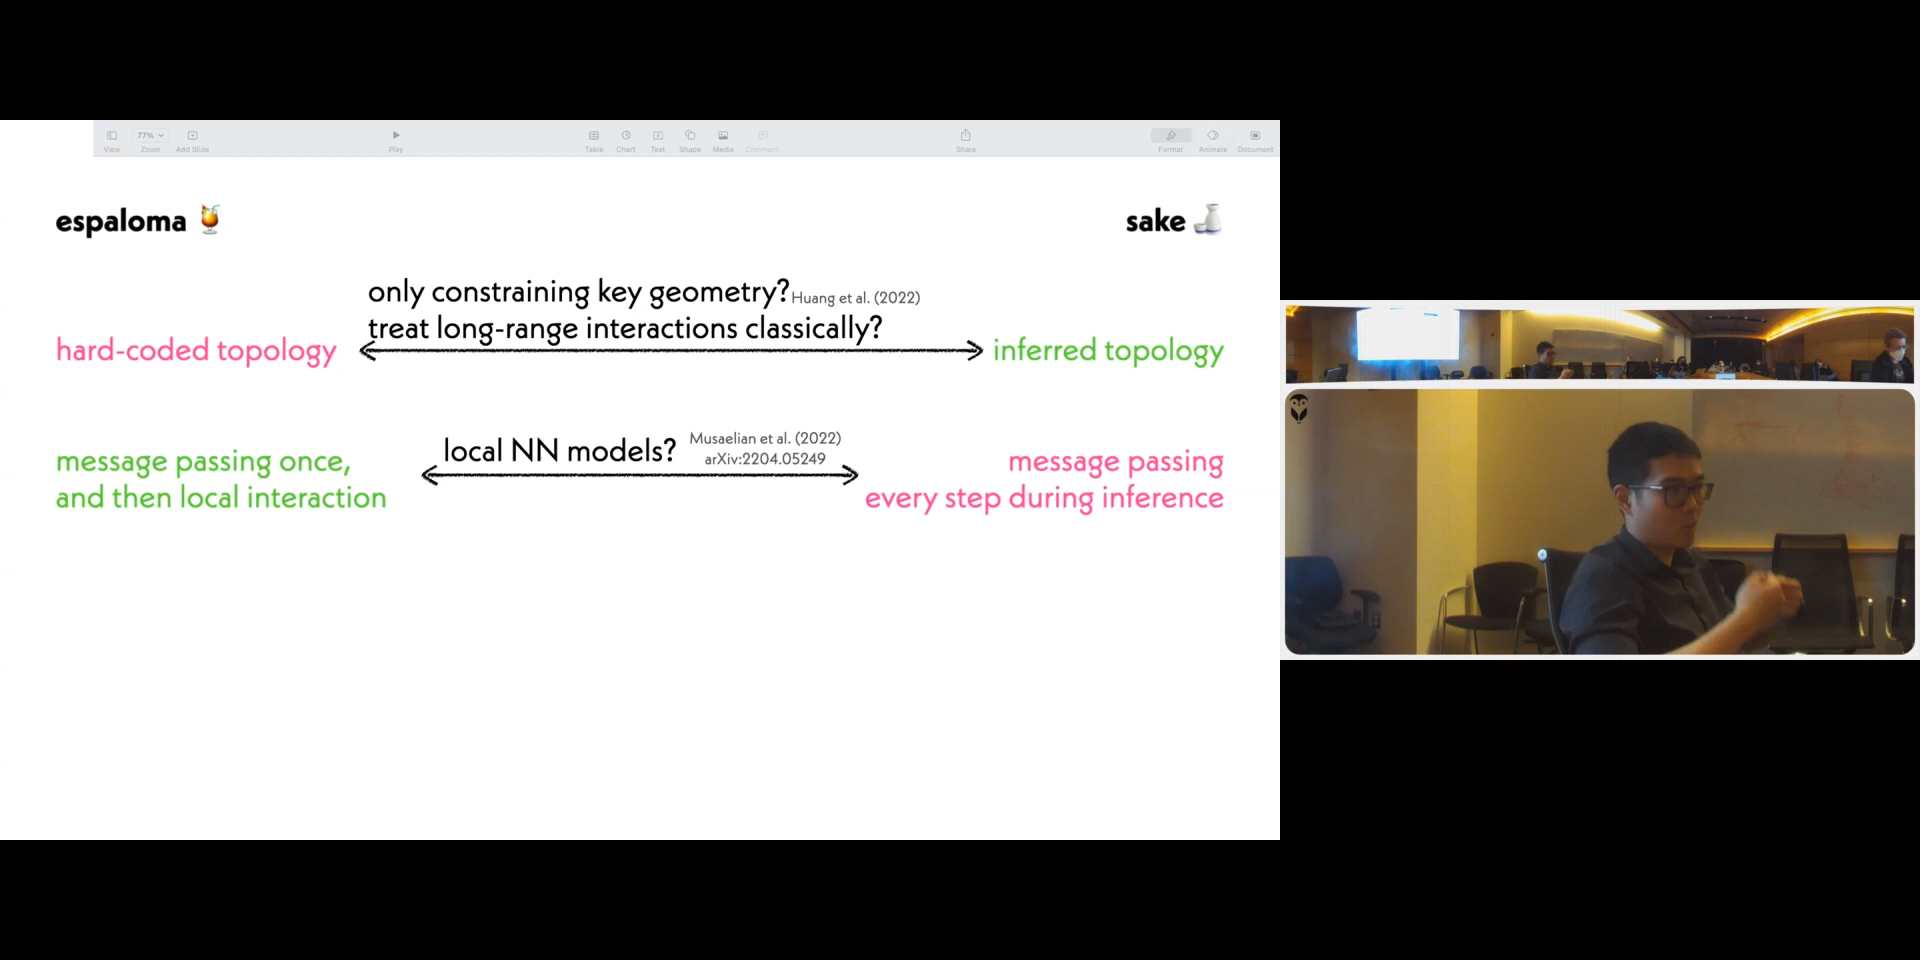 View
77%
Zoom
Add Slide
Play
Table
Chart
Text
Shape
Media
Comment
Share
Format
Animate
Document
espaloma
sake
only constraining key geometry? Huang et al. (2022)
treat long-range interactions classically?
hard-coded topology
inferred topology
local NN models?
Musaelian et al. (2022)
arXiv:2204.05249
message passing once,
and then local interaction
message passing
every step during inference